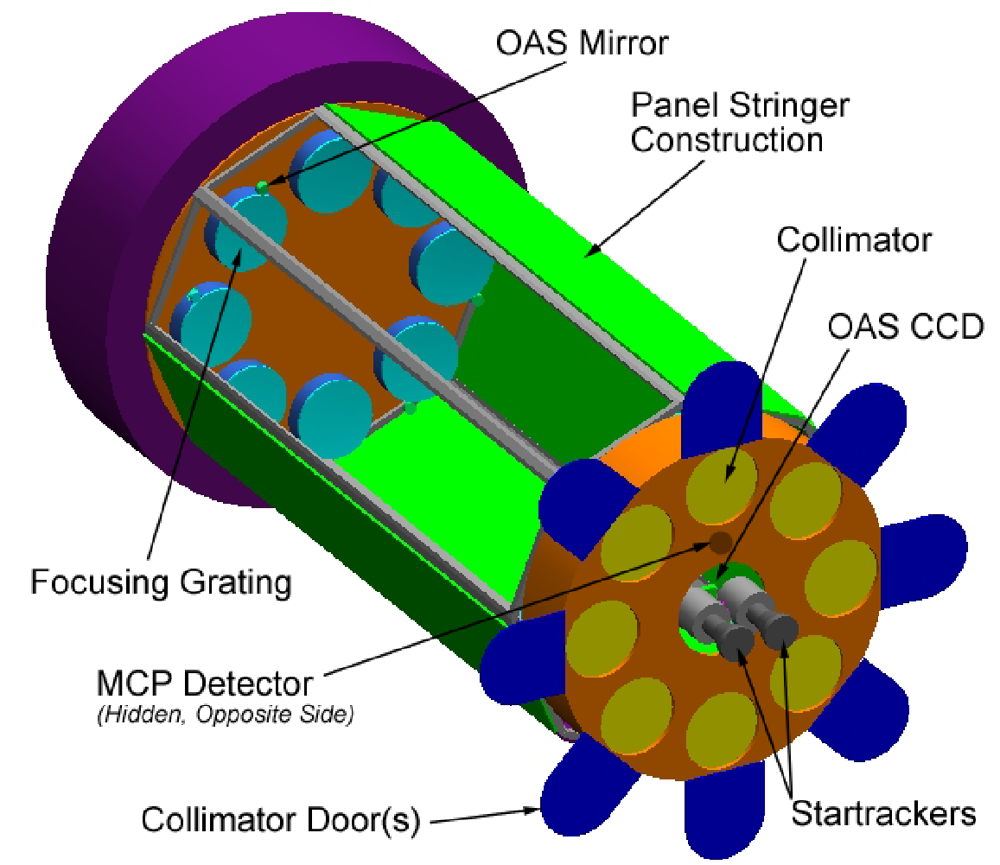 OAS Mirror
Panel Stringer
Construction
Collimator
OAS CCD
Focusing Grating
MCP Detector
(Hidden, Opposite Side)
Collimator Door(s)
Startrackers